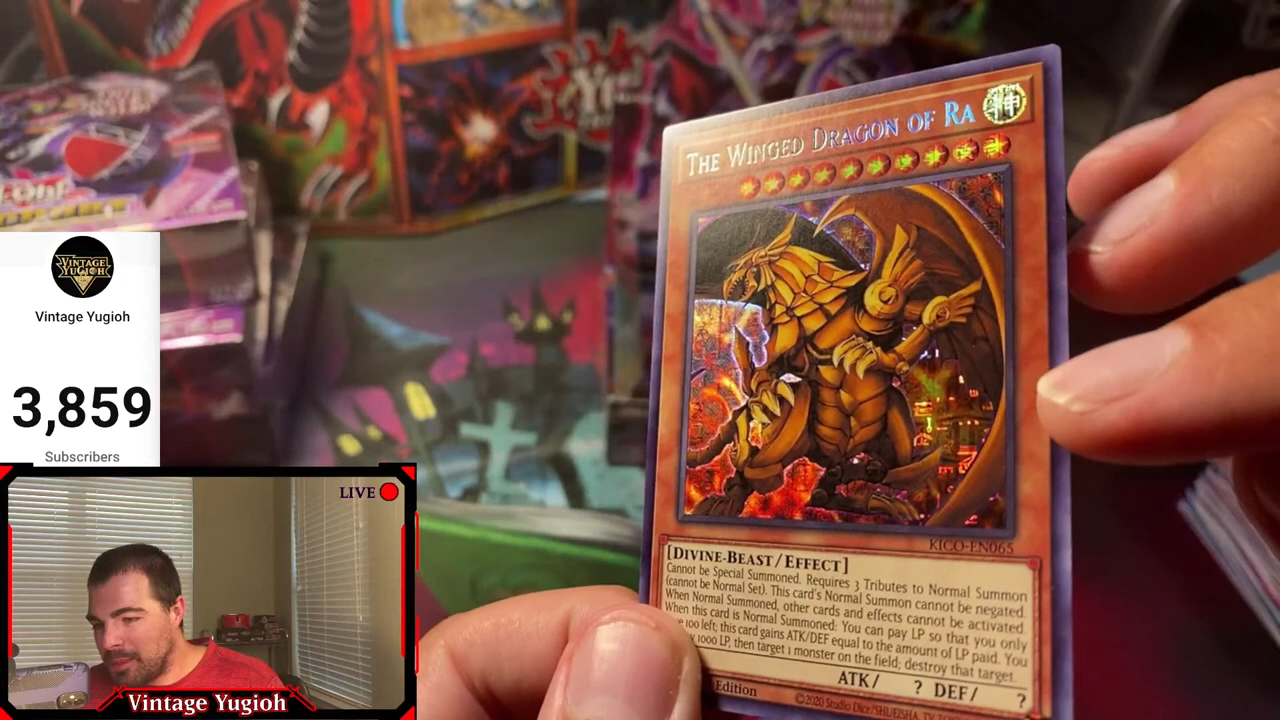 THE WINGED DRAGON OF RA
VINTAGE
YUGIOH
Vintage Yugioh
3,859
Subscribers
LIVE
KICO-EN065
[DIVINE-BEAST/EFFECT]
Cannot be Special Summoned. Requires 3 Tributes to Normal Summon
(cannot be Normal Set). This card's Normal Summon cannot be negated.
When Normal Summoned, other cards and effects cannot be activated.
When this card is Normal Summoned: You can pay LP so that you only
100 left; this card gains ATK/DEF equal to the amount of LP paid. You
1000 LP, then target 1 monster on the field; destroy that target.
ATK/ ? DEF/ ?
Edition
©2020 Studio Dice/SHUEISHA, TV
Vintage Yugioh